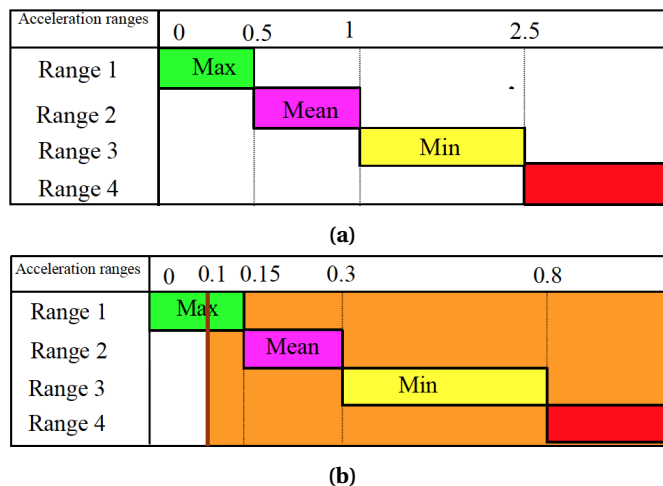 Acceleration ranges 0 0.5 1 2.5
Range 1 Max
Range 2 Mean
Range 3 Min
Range 4
(a)
Acceleration ranges 0 0.1 0.15 0.3 0.8
Range 1 Max
Range 2 Mean
Range 3 Min
Range 4
(b)